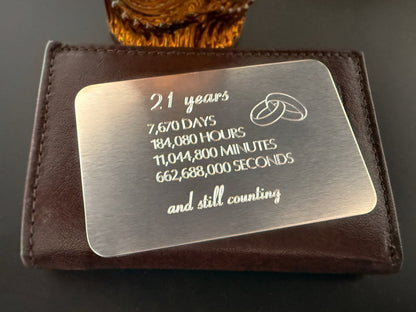 21 years
7,670 DAYS
184,080 HOURS
11,044,800 MINUTES
662,688,000 SECONDS
and still counting